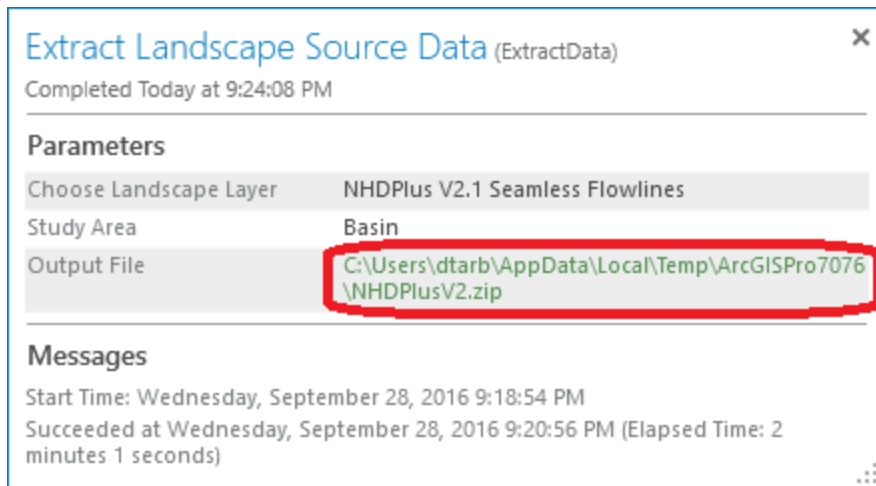 Extract Landscape Source Data (ExtractData)
Completed Today at 9:24:08 PM
Parameters
Choose Landscape Layer NHDPlus V2.1 Seamless Flowlines
Study Area Basin
Output File C:\Users\dtarb\AppData\Local\Temp\ArcGISPro7076
\NHDPlusV2.zip
Messages
Start Time: Wednesday, September 28, 2016 9:18:54 PM
Succeeded at Wednesday, September 28, 2016 9:20:56 PM (Elapsed Time: 2
minutes 1 seconds)